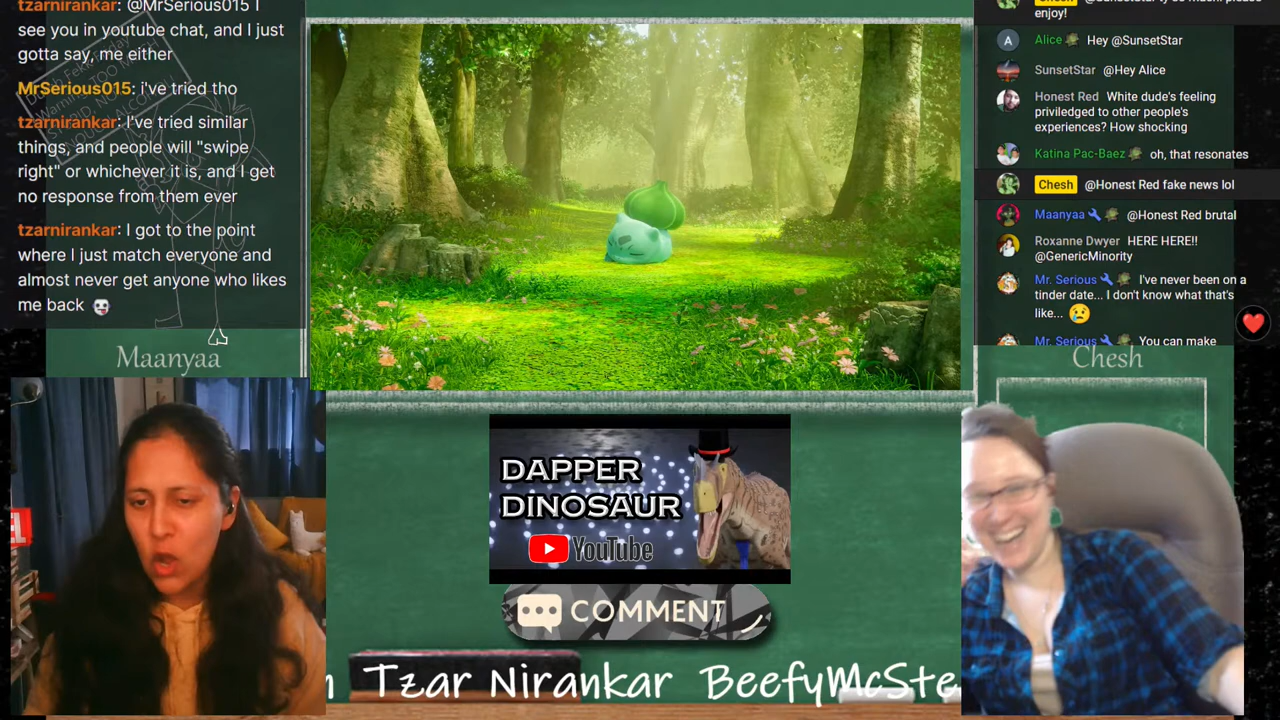 tzarnirankar: @MrSerious015 I
see you in youtube chat, and I just
gotta say, me either
MrSerious015: i've tried tho
tzarnirankar: I've tried similar
things, and people will "swipe
right" or whichever it is, and I get
no response from them ever
tzarnirankar: I got to the point
where I just match everyone and
almost never get anyone who likes
me back
Maanyaa
DAPPER
DINOSAUR
YouTube
COMMENT
Tzar Nirankar BeefyMcSte
Chesh
enjoy!
A
Alice Hey @SunsetStar
SunsetStar @Hey Alice
Honest Red White dude's feeling
priviledged to other people's
experiences? How shocking
Katina Pac-Baez oh, that resonates
Chesh @Honest Red fake news lol
Maanyaa @Honest Red brutal
Roxanne Dwyer HERE HERE!!
@GenericMinority
Mr. Serious I've never been on a
tinder date... I don't know what that's
like...
Mr. Serious You can make
Chesh